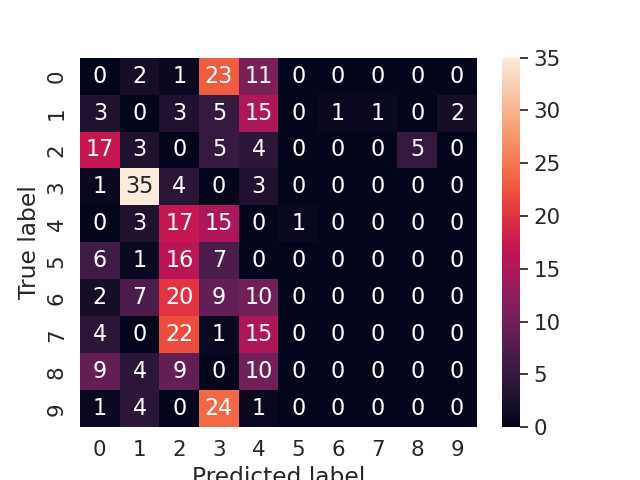 0 0 2 1 23 11 0 0 0 0 0
1 3 0 3 5 15 0 1 1 0 2
2 17 3 0 5 4 0 0 0 5 0
3 1 35 4 0 3 0 0 0 0 0
4 0 3 17 15 0 1 0 0 0 0
5 6 1 16 7 0 0 0 0 0 0
6 2 7 20 9 10 0 0 0 0 0
7 4 0 22 1 15 0 0 0 0 0
8 9 4 9 0 10 0 0 0 0 0
9 1 4 0 24 1 0 0 0 0 0
0 1 2 3 4 5 6 7 8 9
Predicted label
True label
35
30
25
20
15
10
5
0